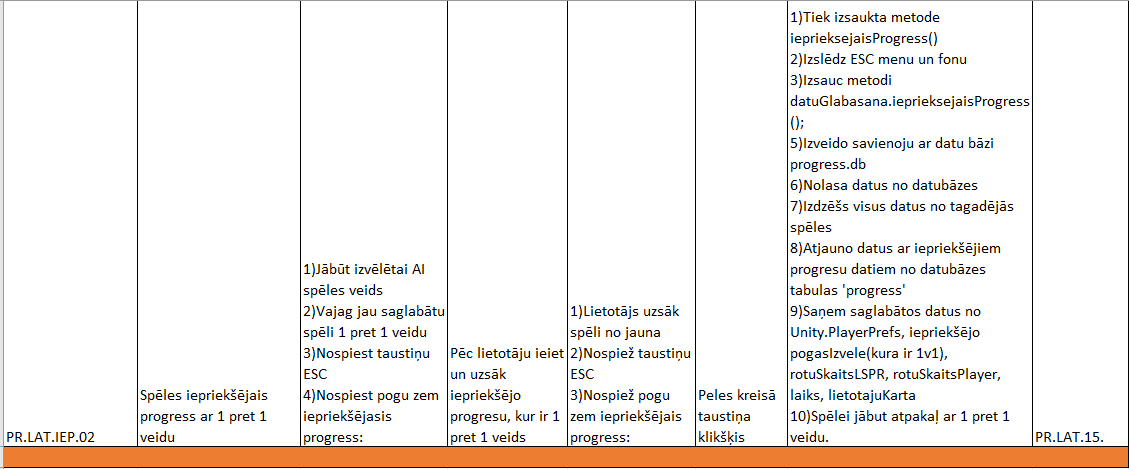 PR.LAT.IEP.02
Spēles iepriekšējais
progress ar 1 pret 1
veidu
1)Jābūt izvēlētai AI
spēles veids
2)Vajag jau saglabātu
spēli 1 pret 1 veidu
3)Nospiest taustiņu
ESC
4)Nospiest pogu zem
iepriekšējasis
progress:
Pēc lietotāju ieiet
un uzsāk
iepriekšējo
progresu, kur ir 1
pret 1 veids
1)Lietotājs uzsāk
spēli no jauna
2)Nospiež taustiņu
ESC
3)Nospiež pogu
zem iepriekšējais
progress:
Peles kreisā
taustiņa
klikšķis
1)Tiek izsaukta metode
ieprieksejaisProgress()
2)Izslēdz ESC menu un fonu
3)Izsauc metodi
datuGlabasana.ieprieksejaisProgress
();
5)Izveido savienoju ar datu bāzi
progress.db
6)Nolasa datus no datubāzes
7)Izdzēšs visus datus no tagadējās
spēles
8)Atjauno datus ar iepriekšējiem
progresu datiem no datubāzes
tabulas 'progress'
9)Saņem saglabātos datus no
Unity.PlayerPrefs, iepriekšējo
pogasIzvele(kura ir 1v1),
rotuSkaitsLSPR, rotuSkaitsPlayer,
laiks, lietotajuKarta
10)Spēlei jābut atpakaļ ar 1 pret 1
veidu.
PR.LAT.15.